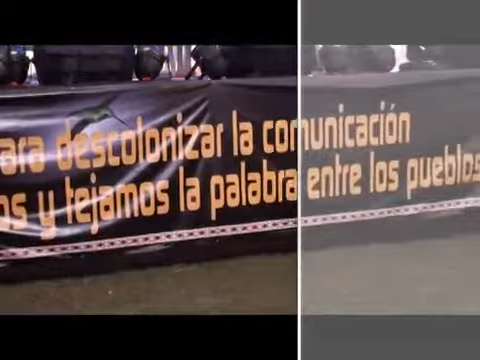 ara descolonizar la comunicación
os y tejamos la palabra entre los pueblos